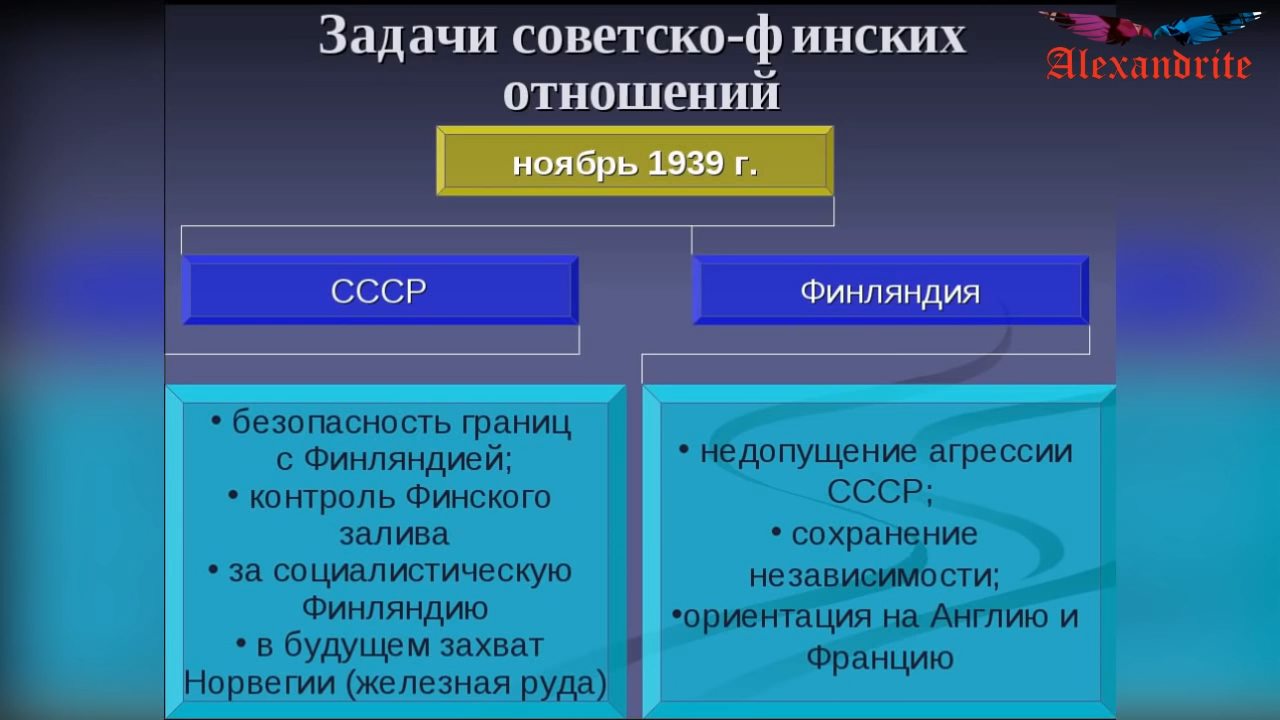 Задачи советско-финских
отношений
Alexandrite
ноябрь 1939 г.
СССР
Финляндия
• безопасность границ
с Финляндией;
• контроль Финского
залива
• за социалистическую
Финляндию
• в будущем захват
Норвегии (железная руда)
• недопущение агрессии
СССР;
• сохранение
независимости;
•ориентация на Англию и
Францию